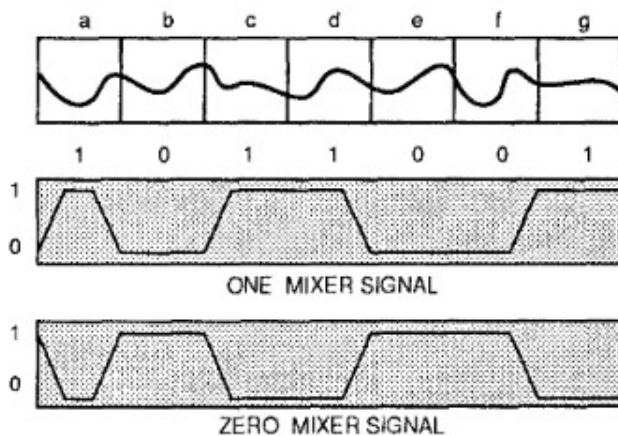 a b c d e f g
1 0 1 1 0 0 1
1
0
ONE MIXER SIGNAL
1
0
ZERO MIXER SIGNAL